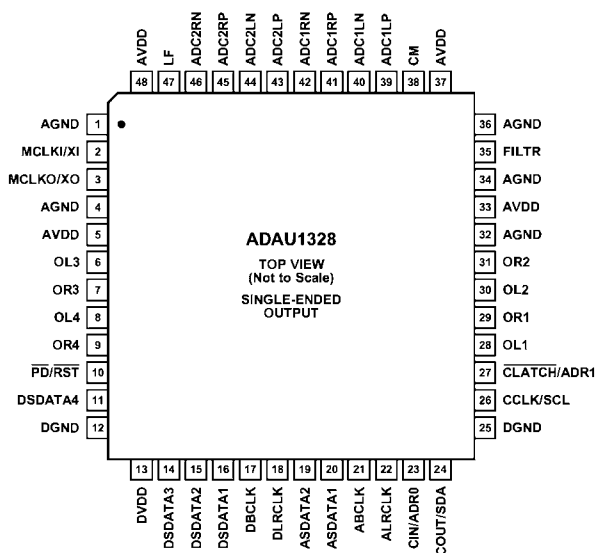 AVDD
LF
ADC2RN
ADC2RP
ADC2LN
ADC2LP
ADC1RN
ADC1RP
ADC1LN
ADC1LP
CM
AVDD
48 47 46 45 44 43 42 41 40 39 38 37
AGND 1
MCLKI/XI 2
MCLKO/XO 3
AGND 4
AVDD 5
OL3 6
OR3 7
OL4 8
OR4 9
PD/RST 10
DSDATA4 11
DGND 12
ADAU1328
TOP VIEW
(Not to Scale)
SINGLE-ENDED
OUTPUT
36 AGND
35 FILTR
34 AGND
33 AVDD
32 AGND
31 OR2
30 OL2
29 OR1
28 OL1
27 CLATCH/ADR1
26 CCLK/SCL
25 DGND
13 14 15 16 17 18 19 20 21 22 23 24
DVDD
DSDATA3
DSDATA2
DSDATA1
DBCLK
DLRCLK
ASDATA2
ASDATA1
ABCLK
ALRCLK
CIN/ADR0
COUT/SDA